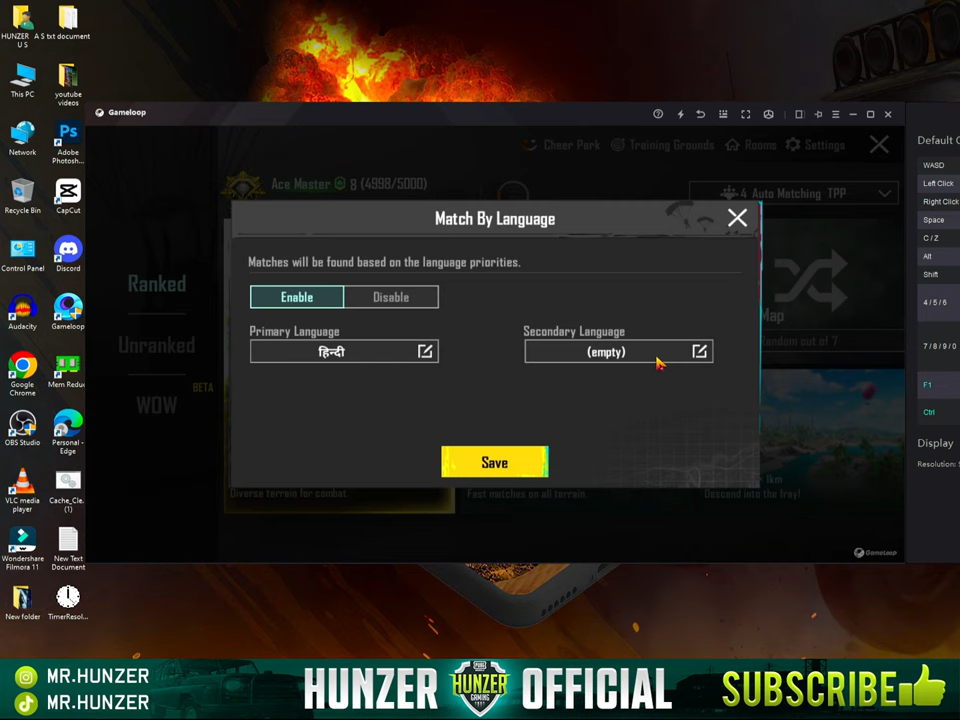 HUNZER A S
U S
txt document
This PC
youtube
videos
Network
Adobe
Photosh...
Recycle Bin
CapCut
Control Panel
Discord
Audacity
Gameloop
Google
Chrome
Mem Reduc
OBS Studio
Personal -
Edge
VLC media
player
Cache_Cle..
(1)
Wondershare
Filmora 11
New Text
Document
New folder
TimerResol...
Gameloop
Cheer Park
Training Grounds
Rooms
Settings
Ace Master 8 (4998/5000)
4 Auto Matching TPP
Ranked
Unranked
BETA
WOW
Match By Language
Matches will be found based on the language priorities.
Enable
Disable
Primary Language
Secondary Language
हिन्दी
(empty)
Save
Map
Random out of 7
Diverse terrain for combat.
Fast matches on all terrain.
1km
Descend into the fray!
GameLoop
Default
WASD
Left Click
Right Click
Space
C / Z
Alt
Shift
4 / 5 / 6
7 / 8 / 9 / 0
F1
Ctrl
Display
Resolution:
MR.HUNZER
MR.HUNZER
HUNZER
PUBG
HUNZER
GAMING
OFFICIAL
SUBSCRIBE